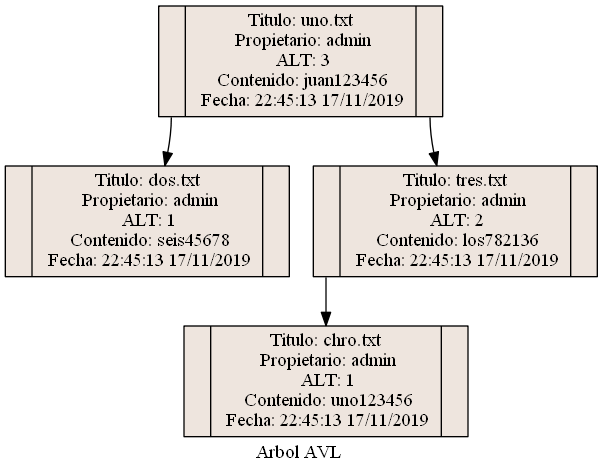 Titulo: uno.txt
Propietario: admin
ALT: 3
Contenido: juan123456
Fecha: 22:45:13 17/11/2019
Titulo: dos.txt
Propietario: admin
ALT: 1
Contenido: seis45678
Fecha: 22:45:13 17/11/2019
Titulo: tres.txt
Propietario: admin
ALT: 2
Contenido: los782136
Fecha: 22:45:13 17/11/2019
Titulo: chro.txt
Propietario: admin
ALT: 1
Contenido: uno123456
Fecha: 22:45:13 17/11/2019
Arbol AVL